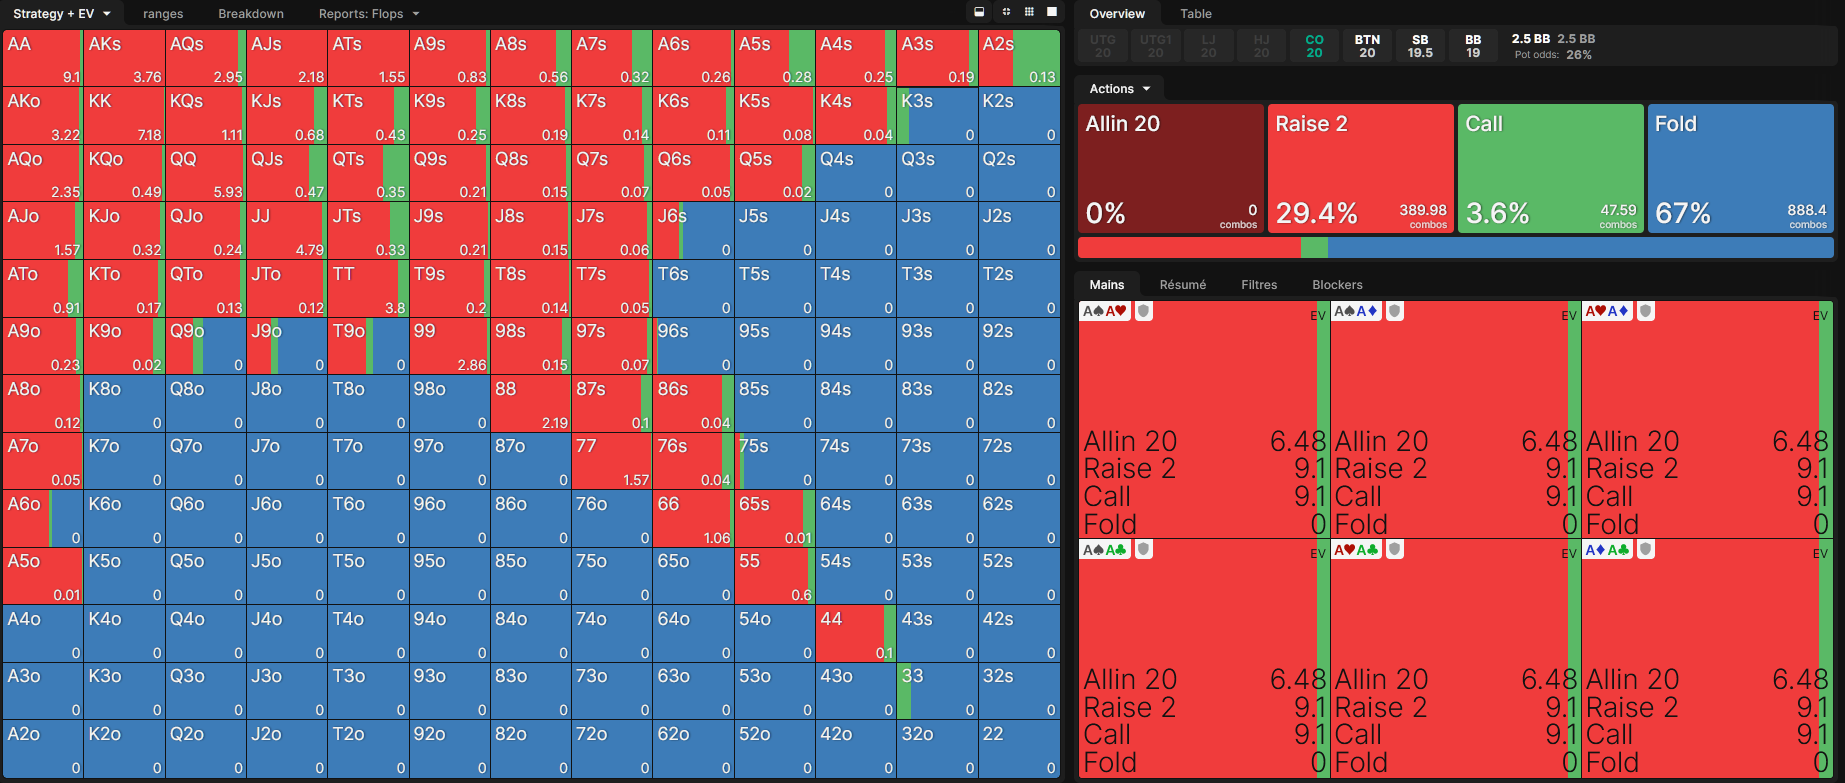 Strategy + EV ranges Breakdown Reports: Flops
AA AKs AQs AJs ATs A9s A8s A7s A6s A5s A4s A3s A2s
9.1 3.76 2.95 2.18 1.55 0.83 0.56 0.32 0.26 0.28 0.25 0.19 0.13
AKo KK KQs KJs KTs K9s K8s K7s K6s K5s K4s K3s K2s
3.22 7.18 1.11 0.68 0.43 0.25 0.19 0.14 0.11 0.08 0.04 0 0
AQo KQo QQ QJs QTs Q9s Q8s Q7s Q6s Q5s Q4s Q3s Q2s
2.35 0.49 5.93 0.47 0.35 0.21 0.15 0.07 0.05 0.02 0 0 0
AJo KJo QJo JJ JTs J9s J8s J7s J6s J5s J4s J3s J2s
1.57 0.32 0.24 4.79 0.33 0.21 0.15 0.06 0 0 0 0 0
ATo KTo QTo JTo TT T9s T8s T7s T6s T5s T4s T3s T2s
0.91 0.17 0.13 0.12 3.8 0.2 0.14 0.05 0 0 0 0 0
A9o K9o Q9o J9o T9o 99 98s 97s 96s 95s 94s 93s 92s
0.23 0.02 0 0 0 2.86 0.15 0.07 0 0 0 0 0
A8o K8o Q8o J8o T8o 98o 88 87s 86s 85s 84s 83s 82s
0.12 0 0 0 0 0 2.19 0.1 0.04 0 0 0 0
A7o K7o Q7o J7o T7o 97o 87o 77 76s 75s 74s 73s 72s
0.05 0 0 0 0 0 0 1.57 0.04 0 0 0 0
A6o K6o Q6o J6o T6o 96o 86o 76o 66 65s 64s 63s 62s
0 0 0 0 0 0 0 0 1.06 0.01 0 0 0
A5o K5o Q5o J5o T5o 95o 85o 75o 65o 55 54s 53s 52s
0.01 0 0 0 0 0 0 0 0 0.6 0 0 0
A4o K4o Q4o J4o T4o 94o 84o 74o 64o 54o 44 43s 42s
0 0 0 0 0 0 0 0 0 0 0.1 0 0
A3o K3o Q3o J3o T3o 93o 83o 73o 63o 53o 43o 33 32s
0 0 0 0 0 0 0 0 0 0 0 0 0
A2o K2o Q2o J2o T2o 92o 82o 72o 62o 52o 42o 32o 22
0 0 0 0 0 0 0 0 0 0 0 0 0
Overview Table
UTG UTG1 LJ HJ CO BTN SB BB 2.5 BB 2.5 BB
20 20 20 20 20 20 19.5 19 Pot odds: 26%
Actions
Allin 20 Raise 2 Call Fold
0% 0 combos 29.4% 389.98 combos 3.6% 47.59 combos 67% 888.4 combos
Mains Résumé Filtres Blockers
A♠A♥ EV A♠A♦ EV A♥A♦ EV
Allin 20 6.48 Allin 20 6.48 Allin 20 6.48
Raise 2 9.1 Raise 2 9.1 Raise 2 9.1
Call 9.1 Call 9.1 Call 9.1
Fold 0 Fold 0 Fold 0
A♠A♣ EV A♥A♣ EV A♦A♣ EV
Allin 20 6.48 Allin 20 6.48 Allin 20 6.48
Raise 2 9.1 Raise 2 9.1 Raise 2 9.1
Call 9.1 Call 9.1 Call 9.1
Fold 0 Fold 0 Fold 0